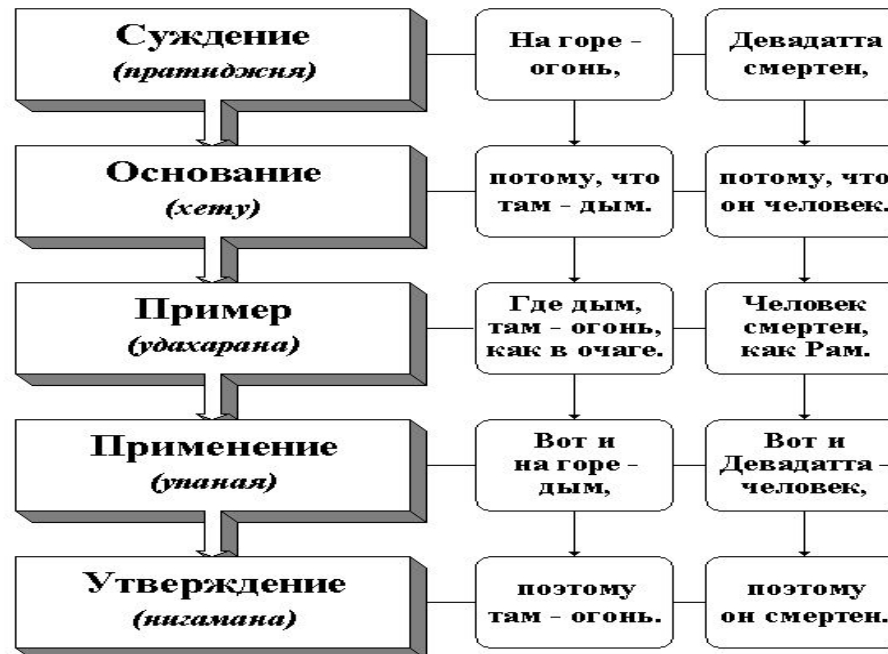 Суждение
(пратиджня)
На горе -
огонь,
Девадатта
смертен,
Основание
(хету)
потому, что
там - дым.
потому, что
он человек.
Пример
(удахарана)
Где дым,
там - огонь,
как в очаге.
Человек
смертен,
как Рам.
Применение
(упаная)
Вот и
на горе -
дым,
Вот и
Девадатта -
человек,
Утверждение
(нигамана)
поэтому
там - огонь.
поэтому
он смертен.